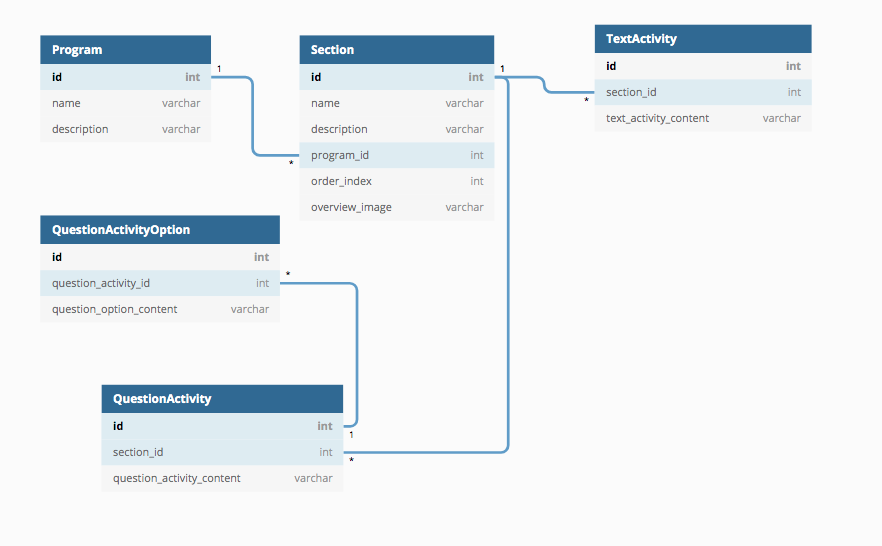 Program
id int
name varchar
description varchar
1
*
Section
id int
name varchar
description varchar
program_id int
order_index int
overview_image varchar
1
*
TextActivity
id int
section_id int
text_activity_content varchar
QuestionActivityOption
id int
question_activity_id int
question_option_content varchar
*
QuestionActivity
id int
section_id int
question_activity_content varchar
1
*